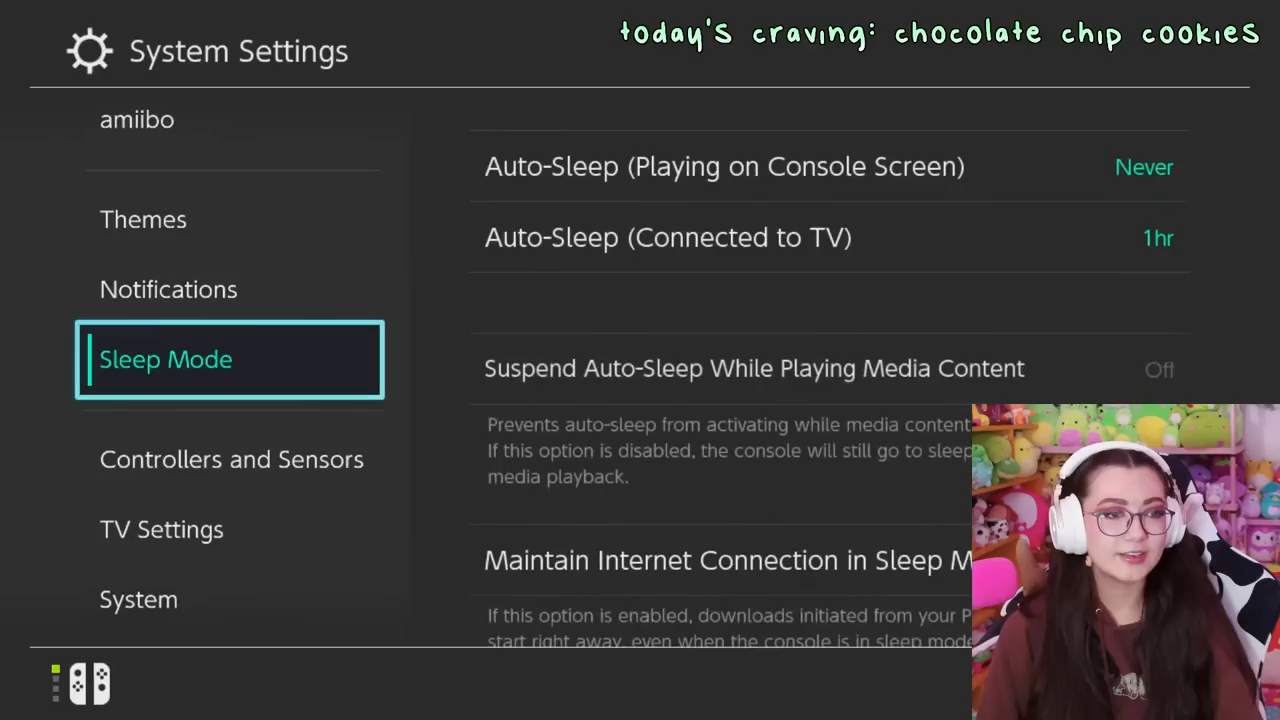 System Settings
today's craving: chocolate chip cookies
amiibo
Themes
Notifications
Sleep Mode
Controllers and Sensors
TV Settings
System
Auto-Sleep (Playing on Console Screen) Never
Auto-Sleep (Connected to TV) 1hr
Suspend Auto-Sleep While Playing Media Content Off
Prevents auto-sleep from activating while media content
If this option is disabled, the console will still go to sleep
media playback.
Maintain Internet Connection in Sleep M
If this option is enabled, downloads initiated from your P
start right away, even when the console is in sleep mode